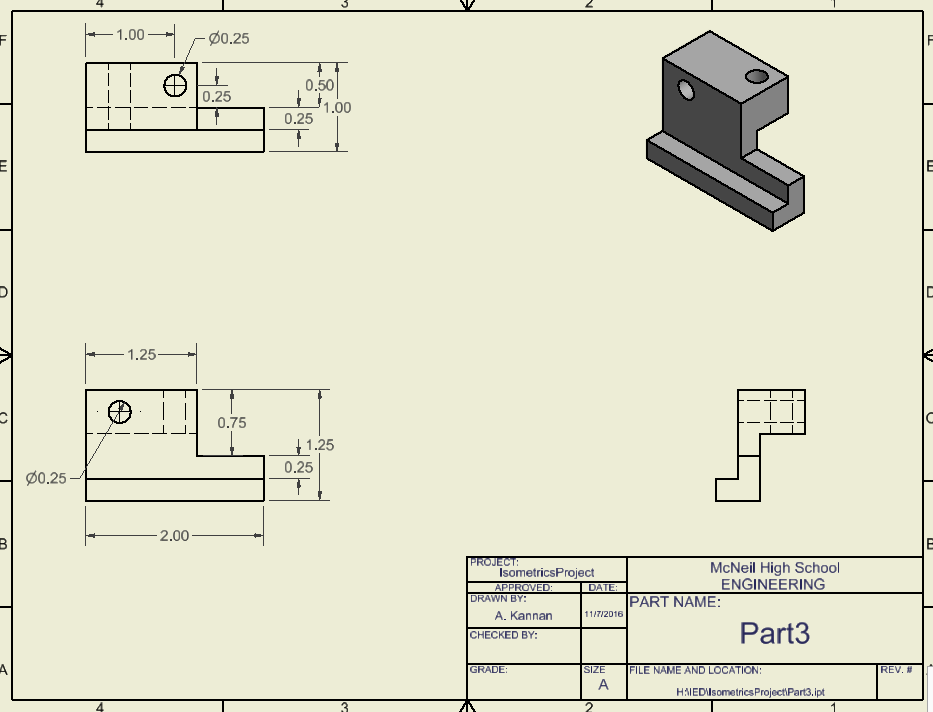 4 3 2 1
F F
1.00
Ø0.25
0.50
0.25
1.00
0.25
E E
D D
1.25
C C
0.75
1.25
0.25
Ø0.25
2.00
B B
PROJECT:
IsometricsProject
APPROVED: DATE:
DRAWN BY:
A. Kannan
11/7/2016
CHECKED BY:
GRADE:
SIZE
A
McNeil High School
ENGINEERING
PART NAME:
Part3
FILE NAME AND LOCATION:
H:\IED\IsometricsProject\Part3.ipt
REV. #
A
4 3 2 1